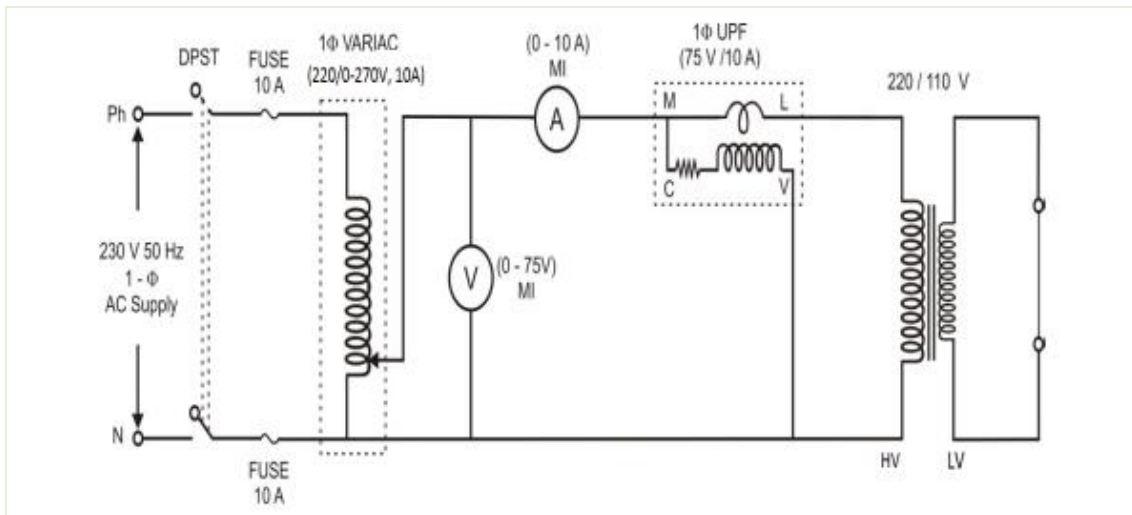 DPST
FUSE
10 A
1Φ VARIAC
(220/0-270V, 10A)
(0 - 10 A)
MI
A
1Φ UPF
(75 V /10 A)
M
L
C
V
220 / 110 V
Ph
230 V 50 Hz
1 - Φ
AC Supply
V
(0 - 75V)
MI
N
FUSE
10 A
HV
LV